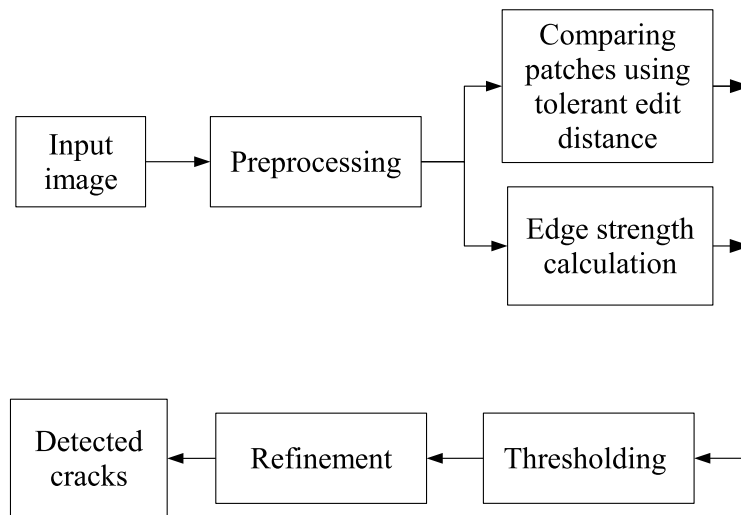 Input
image
Preprocessing
Comparing
patches using
tolerant edit
distance
Edge strength
calculation
Detected
cracks
Refinement
Thresholding